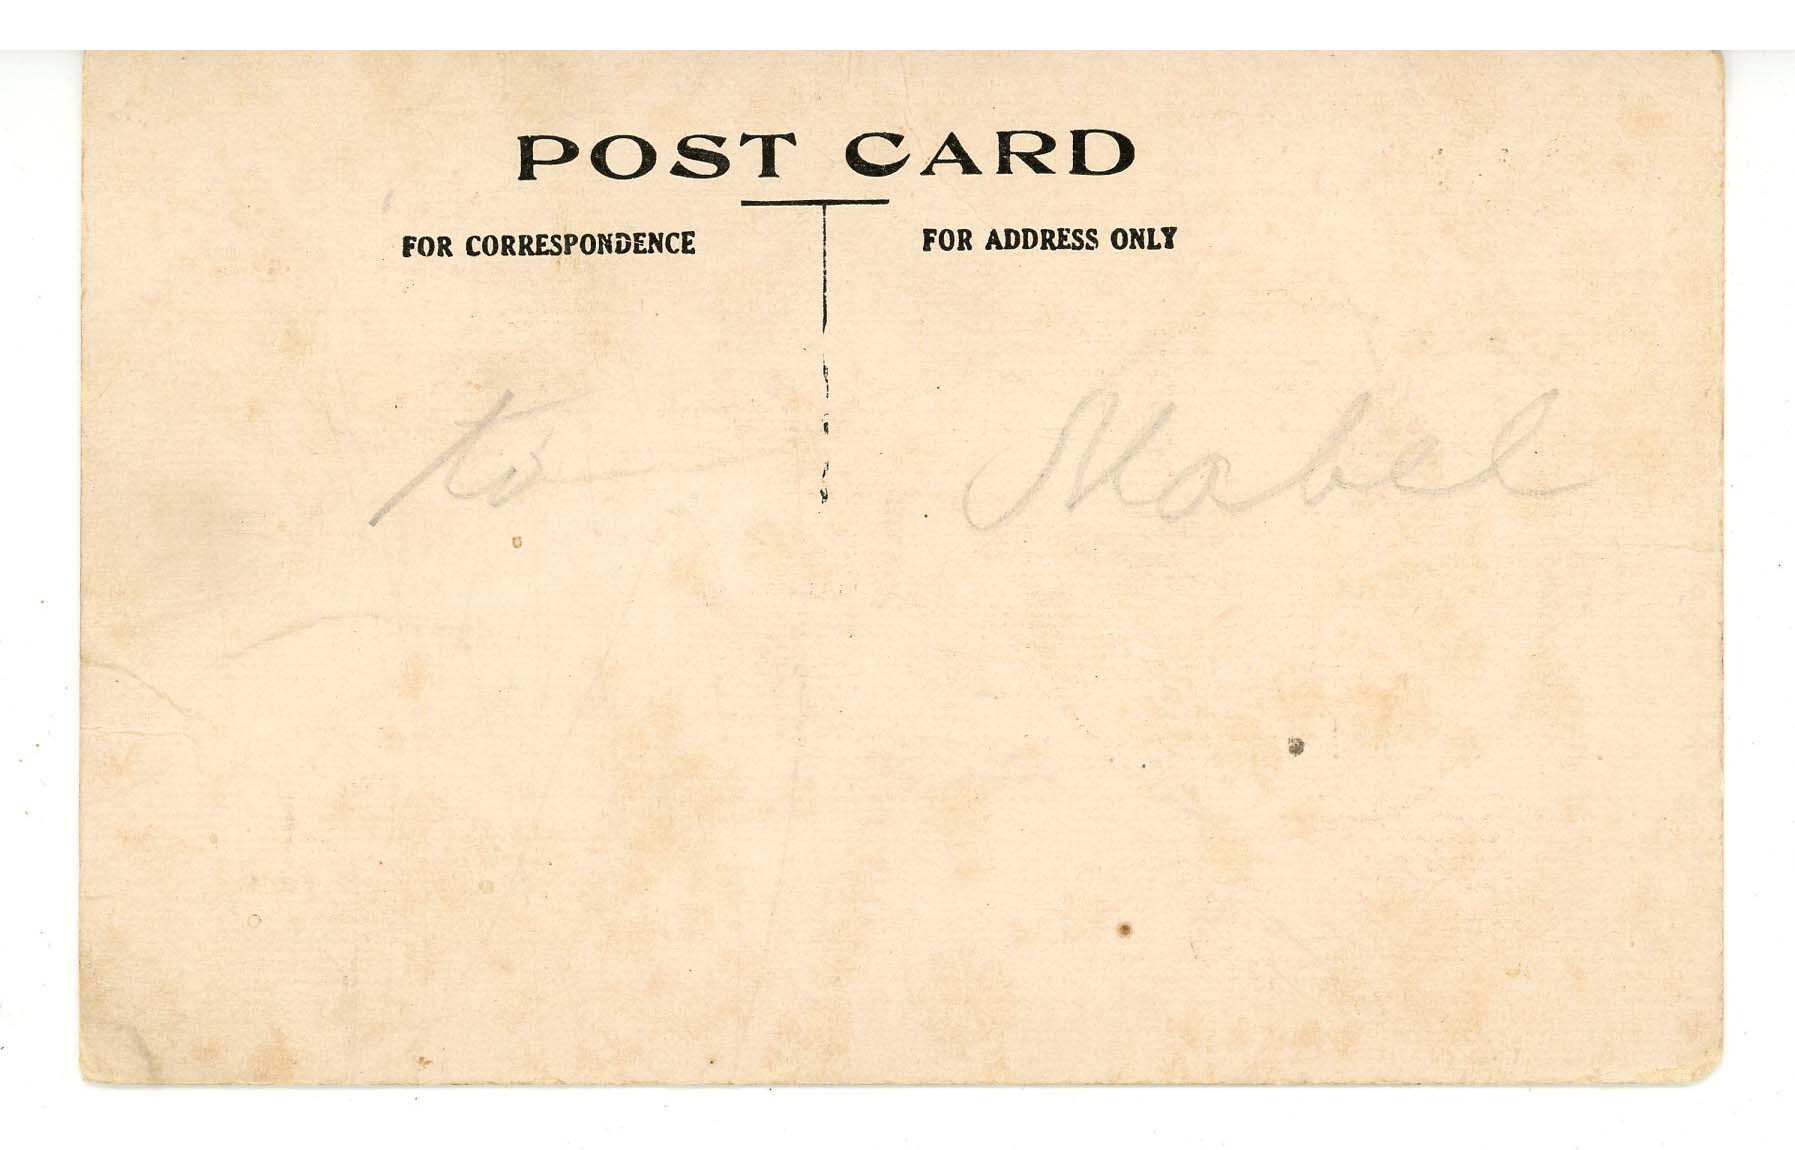 POST CARD
FOR CORRESPONDENCE
FOR ADDRESS ONLY
to Mabel